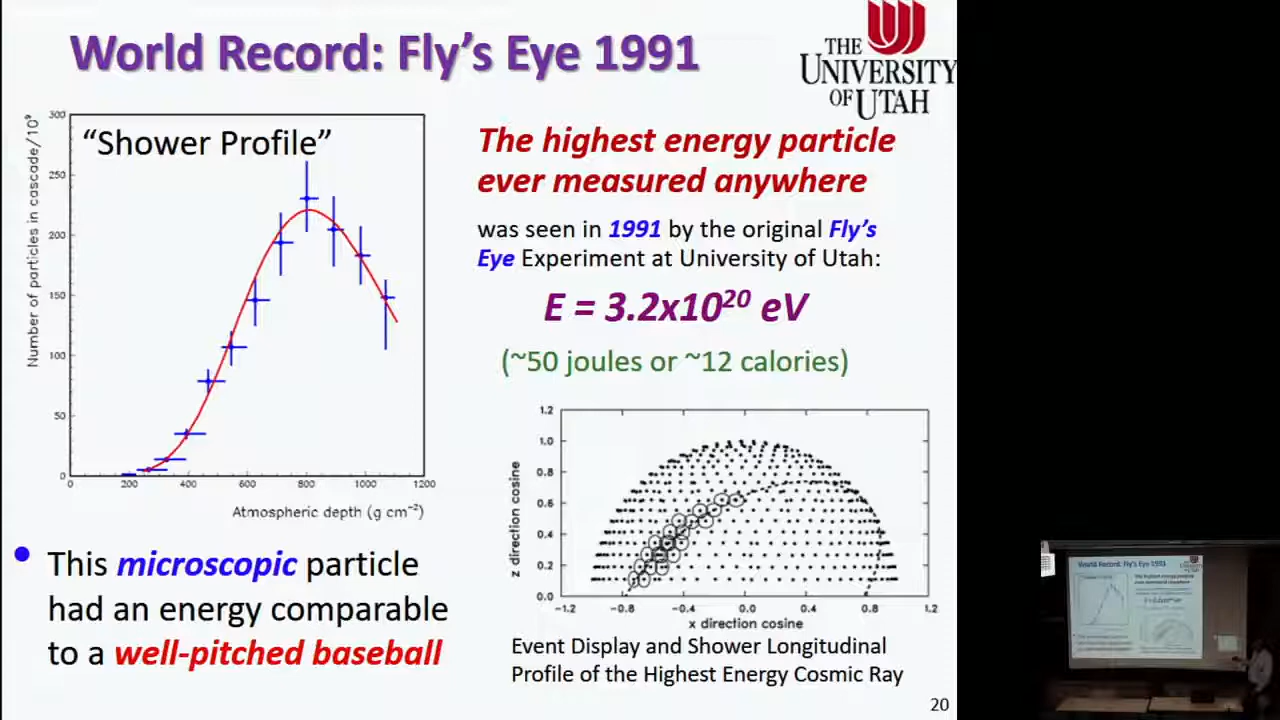 World Record: Fly's Eye 1991
THE
UNIVERSITY
OF UTAH
"Shower Profile"
Number of particles in cascade/10⁹
300
250
200
150
100
50
0
0 200 400 600 800 1000 1200
Atmospheric depth (g cm⁻²)
The highest energy particle
ever measured anywhere
was seen in 1991 by the original Fly's
Eye Experiment at University of Utah:
E = 3.2x10²⁰ eV
(~50 joules or ~12 calories)
z direction cosine
1.2
1.0
0.8
0.6
0.4
0.2
0.0
−1.2 −0.8 −0.4 0.0 0.4 0.8 1.2
x direction cosine
• This microscopic particle
had an energy comparable
to a well-pitched baseball
Event Display and Shower Longitudinal
Profile of the Highest Energy Cosmic Ray
20
World Record: Fly's Eye 1991